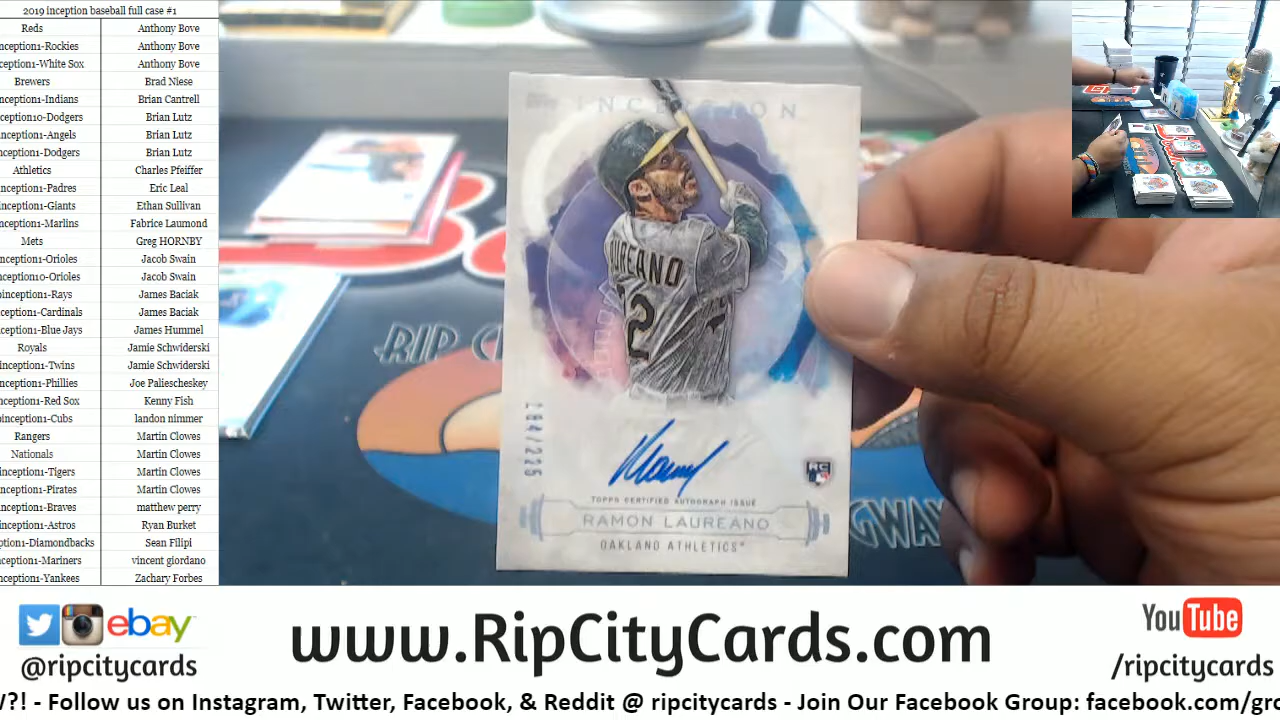 2019 inception baseball full case #1
Reds Anthony Bove
nception1-Rockies Anthony Bove
ception1-White Sox Anthony Bove
Brewers Brad Niese
nception1-Indians Brian Cantrell
nception10-Dodgers Brian Lutz
nception1-Angels Brian Lutz
nception1-Dodgers Brian Lutz
Athletics Charles Pfeiffer
nception1-Padres Eric Leal
nception1-Giants Ethan Sullivan
nception1-Marlins Fabrice Laumond
Mets Greg HORNBY
nception1-Orioles Jacob Swain
nception10-Orioles Jacob Swain
inception1-Rays James Baciak
nception1-Cardinals James Baciak
nception1-Blue Jays James Hummel
Royals Jamie Schwiderski
nception1-Twins Jamie Schwiderski
nception1-Phillies Joe Paliescheskey
nception1-Red Sox Kenny Fish
inception1-Cubs landon nimmer
Rangers Martin Clowes
Nationals Martin Clowes
nception1-Tigers Martin Clowes
nception1-Pirates Martin Clowes
nception1-Braves matthew perry
nception1-Astros Ryan Burket
ption1-Diamondbacks Sean Filipi
nception1-Mariners vincent giordano
nception1-Yankees Zachary Forbes
INCEPTION
UREANO
2
184/225
RC
TOPPS CERTIFIED AUTOGRAPH ISSUE
RAMON LAUREANO
OAKLAND ATHLETICS
RIP C
GWA
ebay
@ripcitycards
www.RipCityCards.com
YouTube
/ripcitycards
?! - Follow us on Instagram, Twitter, Facebook, & Reddit @ ripcitycards - Join Our Facebook Group: facebook.com/gr